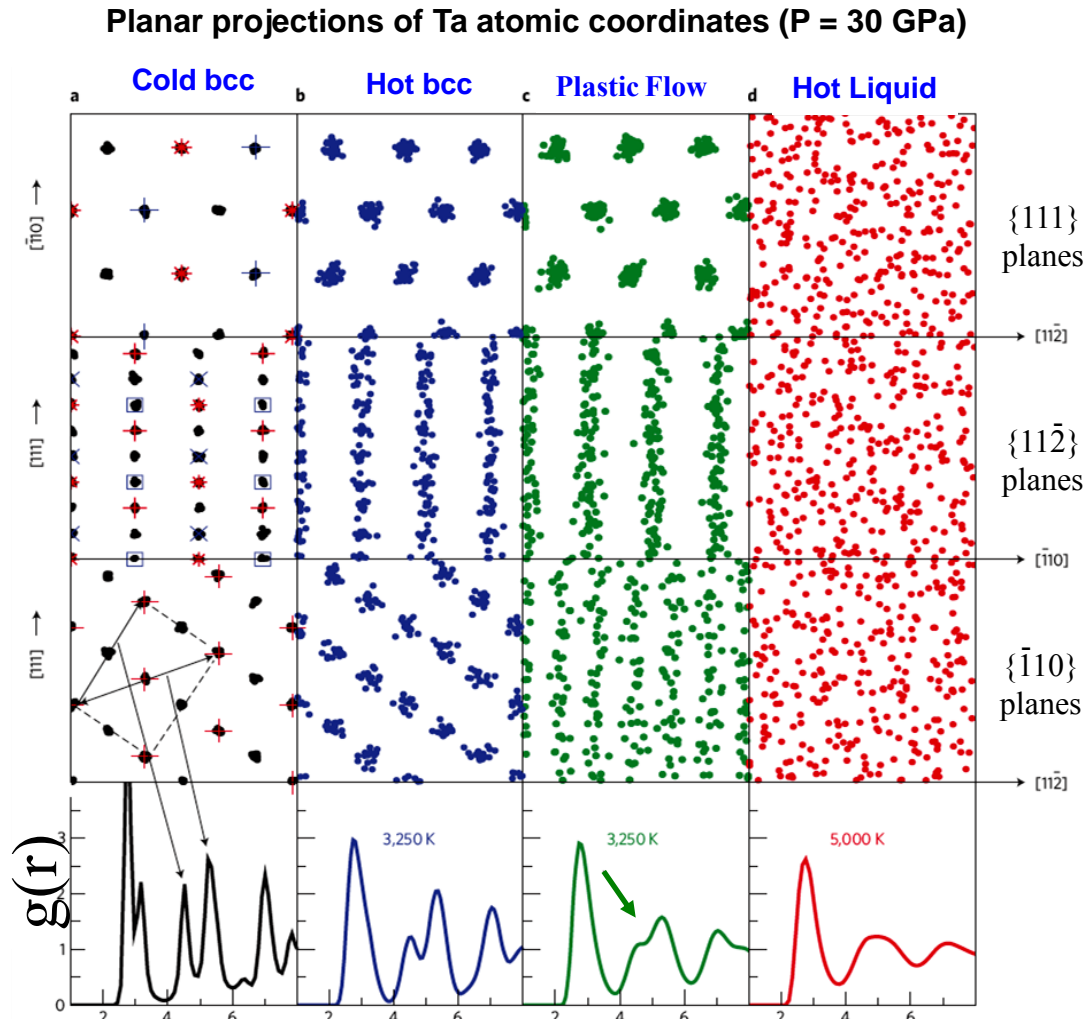 Planar projections of Ta atomic coordinates (P = 30 GPa)
Cold bcc
Hot bcc
Plastic Flow
Hot Liquid
a
b
c
d
[1̄10] →
{111}
planes
→ [112̄]
[111] →
{112̄}
planes
→ [1̄10]
[111] →
{1̄10}
planes
→ [112̄]
g(r)
3
2
1
0
3,250 K
3,250 K
5,000 K
2 4 6
2 4 6
2 4 6
2 4 6